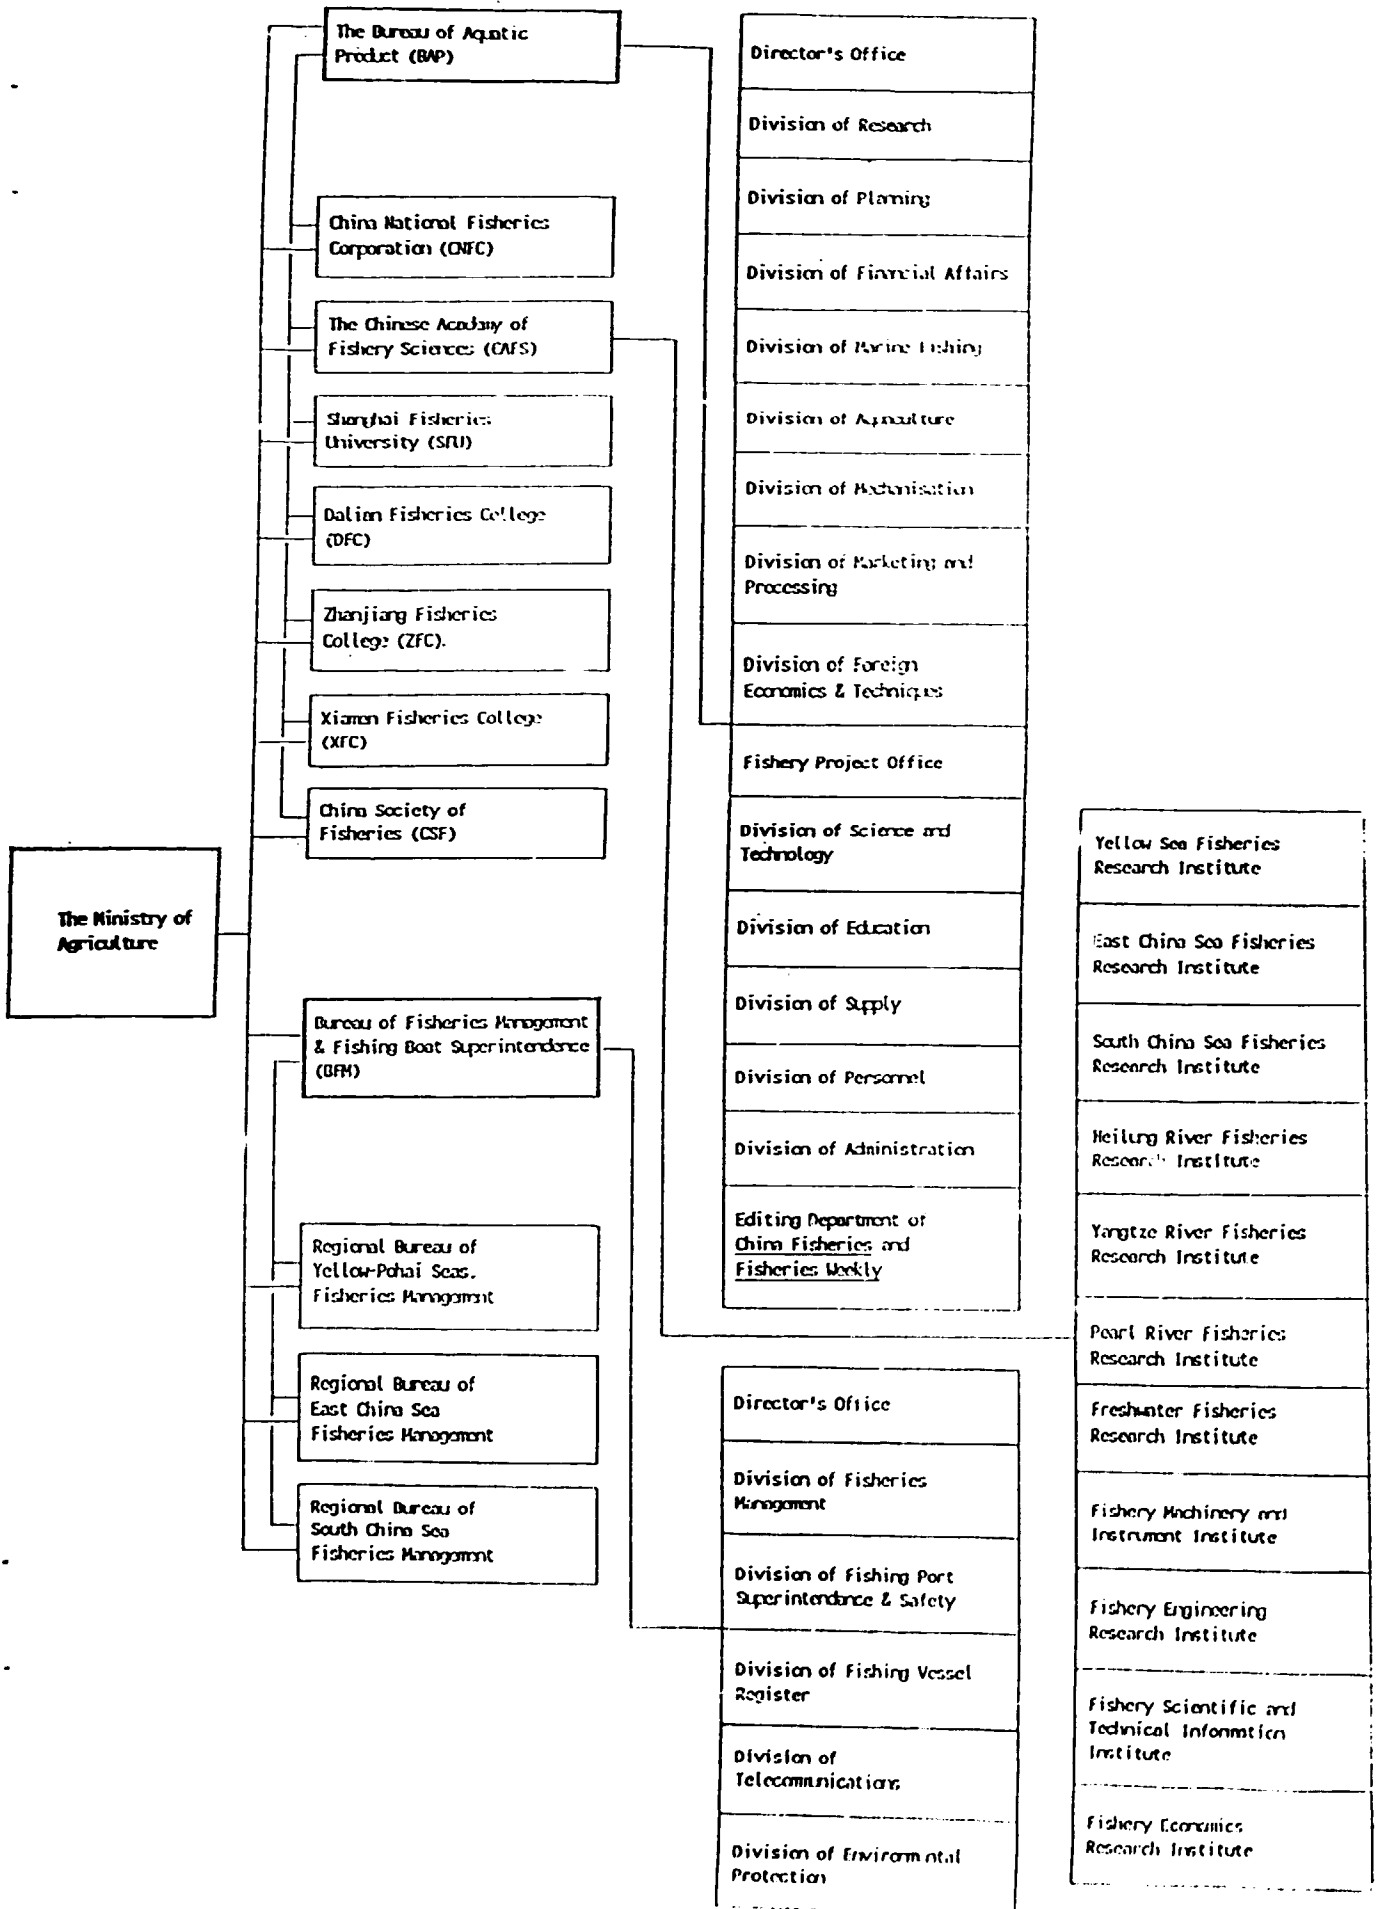 The Bureau of Aquatic
Product (BAP)
China National Fisheries
Corporation (CNFC)
The Chinese Academy of
Fishery Sciences (CAFS)
Shanghai Fisheries
University (SFU)
Dalian Fisheries College
(DFC)
Zhanjiang Fisheries
College (ZFC).
Xiamen Fisheries College
(XFC)
China Society of
Fisheries (CSF)
The Ministry of
Agriculture
Bureau of Fisheries Management
& Fishing Boat Superintendence
(BFM)
Regional Bureau of
Yellow-Pohai Seas.
Fisheries Management
Regional Bureau of
East China Sea
Fisheries Management
Regional Bureau of
South China Sea
Fisheries Management
Director's Office
Division of Research
Division of Planning
Division of Financial Affairs
Division of Marine Fishing
Division of Aquaculture
Division of Mechanisation
Division of Marketing and
Processing
Division of Foreign
Economics & Techniques
Fishery Project Office
Division of Science and
Technology
Division of Education
Division of Supply
Division of Personnel
Division of Administration
Editing Department of
China Fisheries and
Fisheries Weekly
Director's Office
Division of Fisheries
Management
Division of Fishing Port
Superintendance & Safety
Division of Fishing Vessel
Register
Division of
Telecommunications
Division of Environmental
Protection
Yellow Sea Fisheries
Research Institute
East China Sea Fisheries
Research Institute
South China Sea Fisheries
Research Institute
Heilung River Fisheries
Research Institute
Yangtze River Fisheries
Research Institute
Pearl River Fisheries
Research Institute
Freshwater Fisheries
Research Institute
Fishery Machinery and
Instrument Institute
Fishery Engineering
Research Institute
Fishery Scientific and
Technical Information
Institute
Fishery Economics
Research Institute